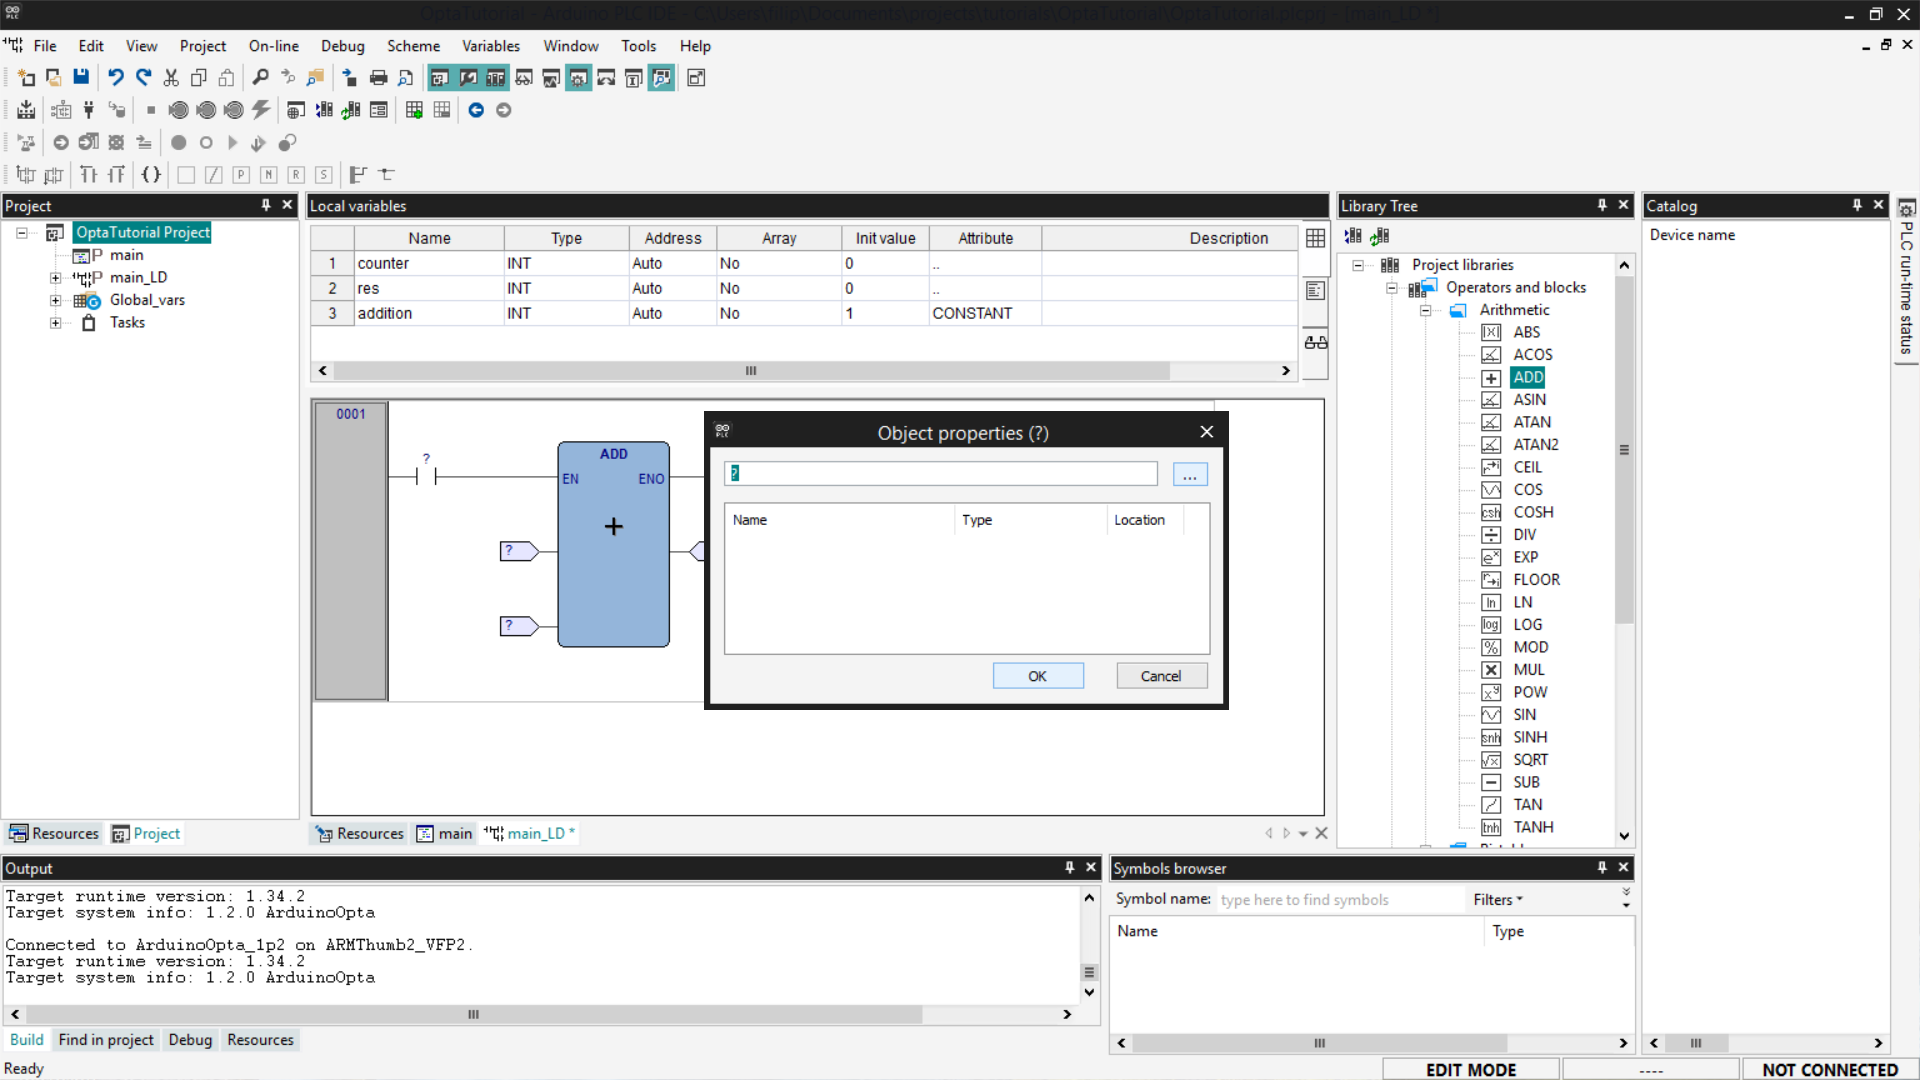 OptaTutorial - Arduino PLC IDE - C:\Users\filip\Documents\projects\tutorials\OptaTutorial\OptaTutorial.plcprj - [main_LD *]
File Edit View Project On-line Debug Scheme Variables Window Tools Help
Project
OptaTutorial Project
main
main_LD
Global_vars
Tasks
Resources Project
Local variables
Name Type Address Array Init value Attribute Description
1 counter INT Auto No 0 ..
2 res INT Auto No 0 ..
3 addition INT Auto No 1 CONSTANT
0001
?
ADD
EN ENO
?
?
Object properties (?)
?
...
Name Type Location
OK Cancel
Resources main main_LD *
Library Tree
Project libraries
Operators and blocks
Arithmetic
ABS
ACOS
ADD
ASIN
ATAN
ATAN2
CEIL
COS
COSH
DIV
EXP
FLOOR
LN
LOG
MOD
MUL
POW
SIN
SINH
SQRT
SUB
TAN
TANH
Catalog
Device name
PLC run-time status
Output
Target runtime version: 1.34.2
Target system info: 1.2.0 ArduinoOpta
Connected to ArduinoOpta_1p2 on ARMThumb2_VFP2.
Target runtime version: 1.34.2
Target system info: 1.2.0 ArduinoOpta
Build Find in project Debug Resources
Symbols browser
Symbol name: type here to find symbols Filters
Name Type
Ready
EDIT MODE ---- NOT CONNECTED